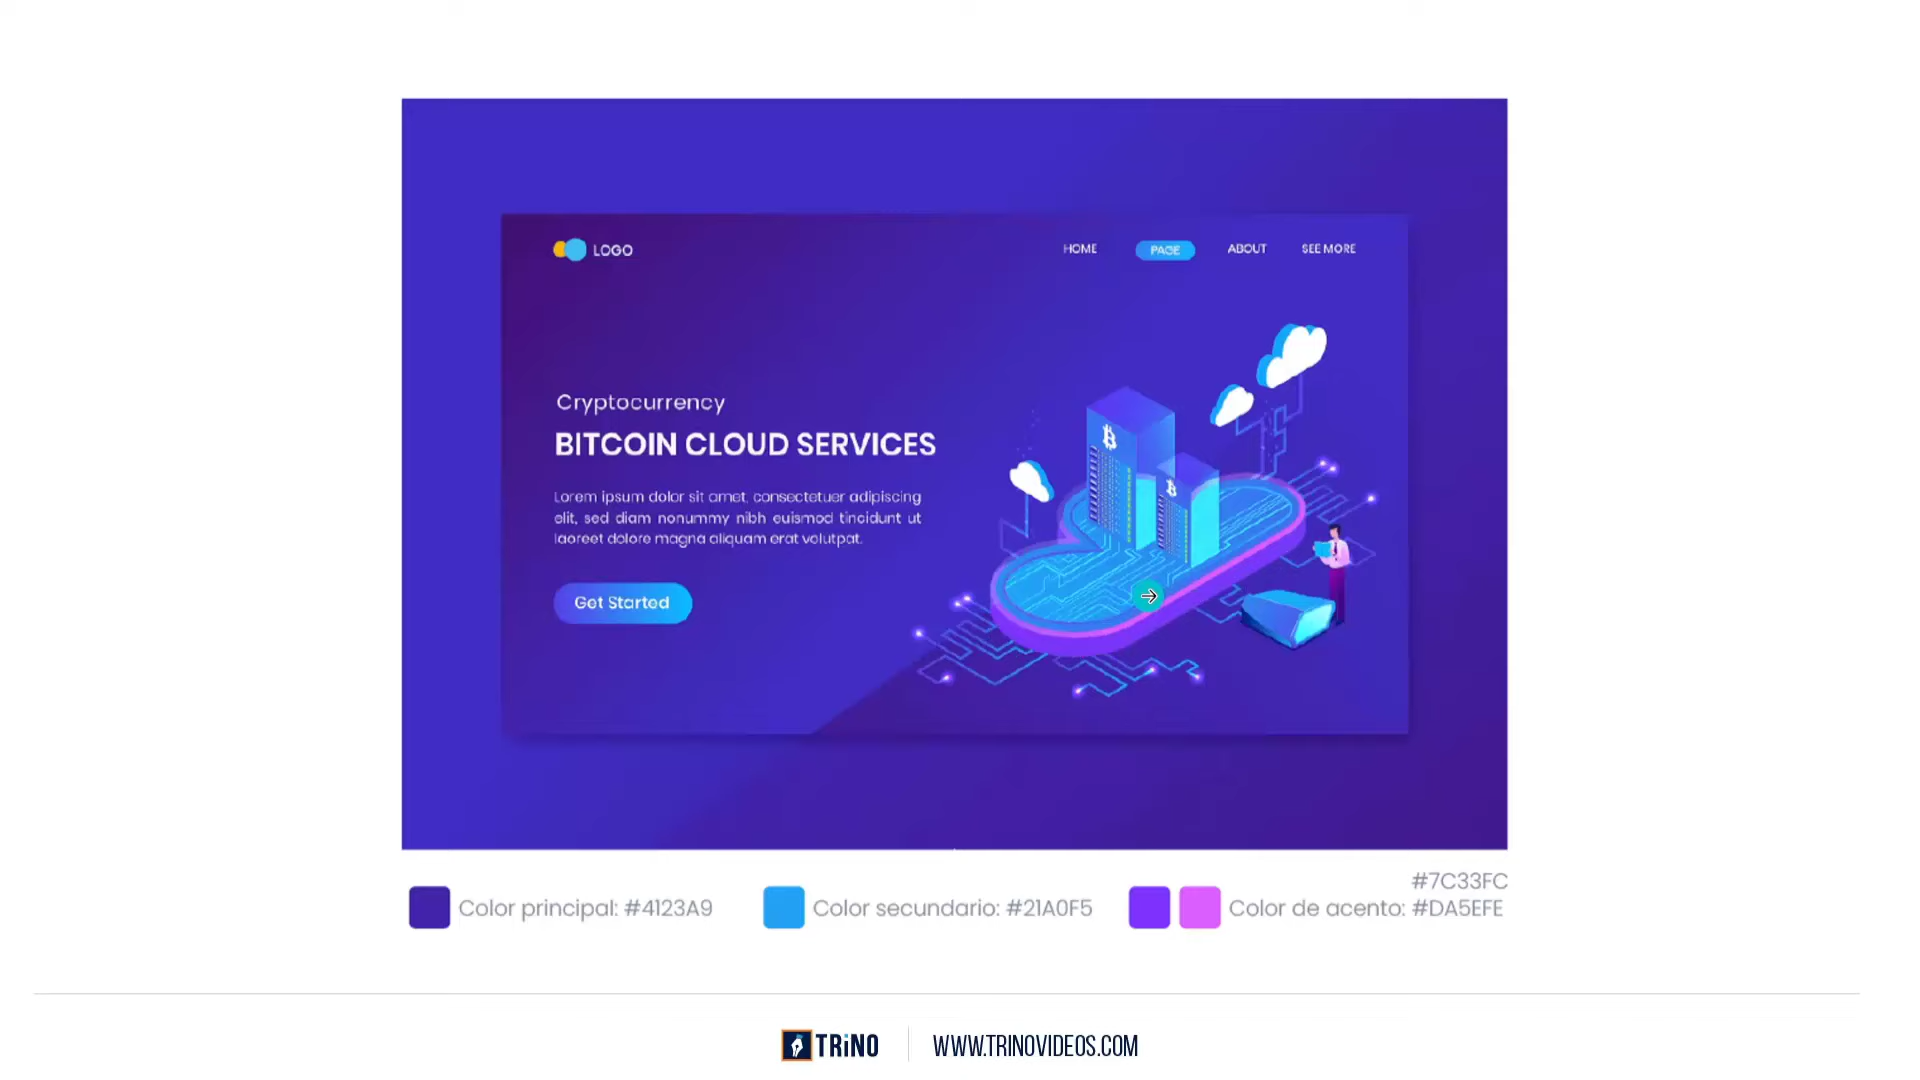 LOGO
HOME
PAGE
ABOUT
SEE MORE
Cryptocurrency
BITCOIN CLOUD SERVICES
Lorem ipsum dolor sit amet, consectetuer adipiscing
elit, sed diam nonummy nibh euismod tincidunt ut
laoreet dolore magna aliquam erat volutpat.
Get Started
Color principal: #4123A9
Color secundario: #21A0F5
#7C33FC
Color de acento: #DA5EFE
TRiNO
WWW.TRINOVIDEOS.COM